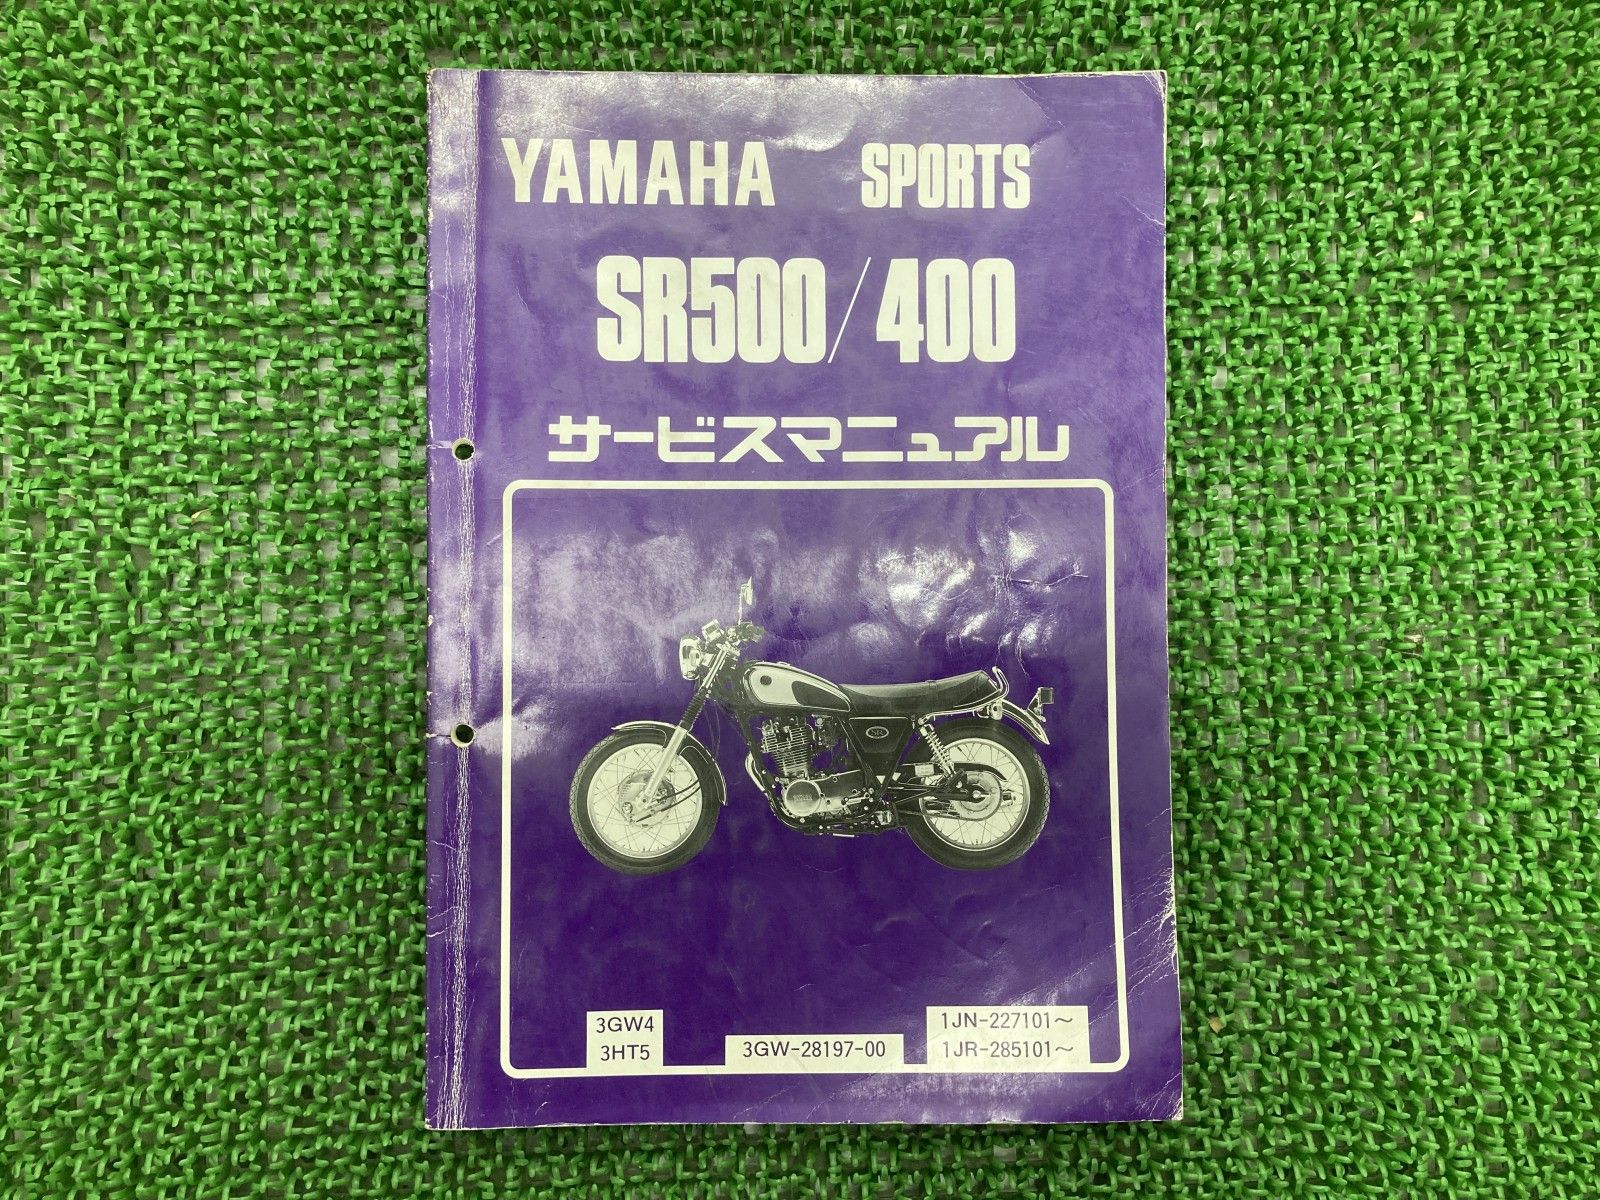 YAMAHA SPORTS
SR500/400
サービスマニュアル
SR
3GW4
3HT5
3GW-28197-00
1JN-227101～
1JR-285101～